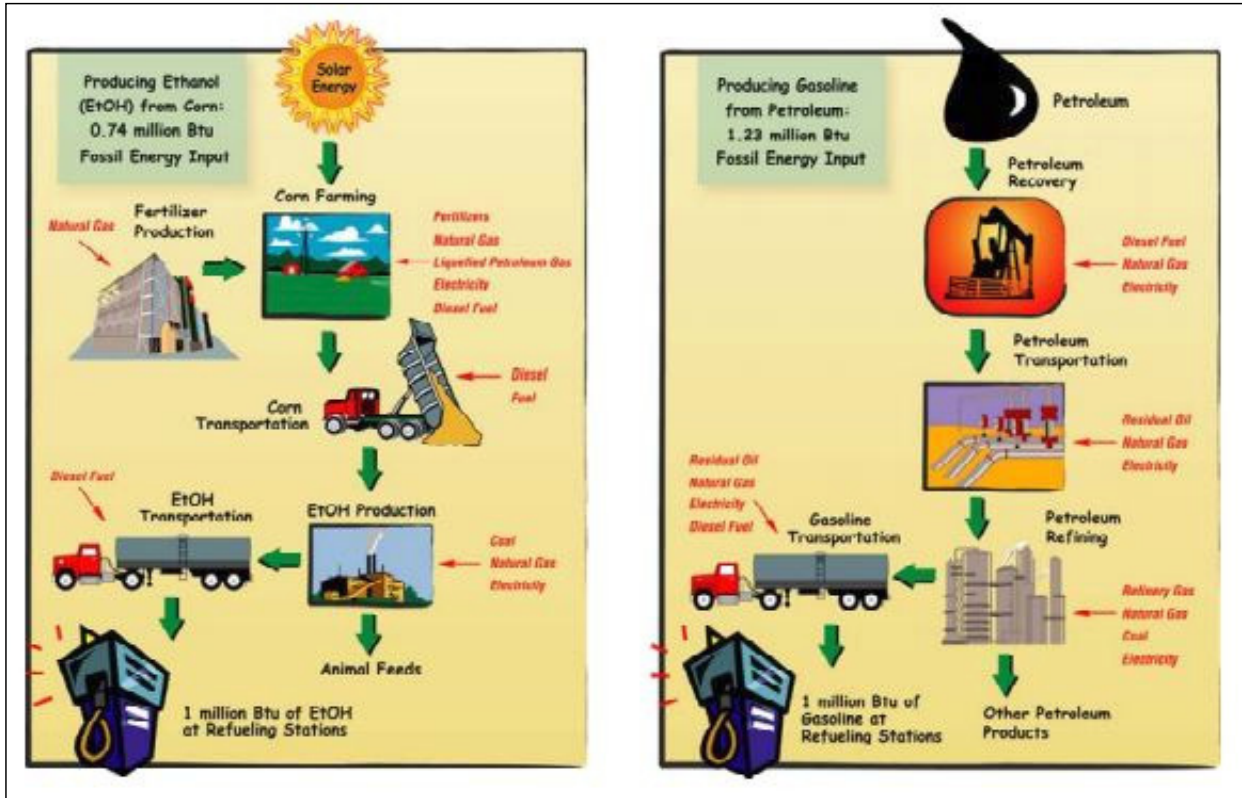 Solar
Energy
Producing Ethanol
(EtOH) from Corn:
0.74 million Btu
Fossil Energy Input
Corn Farming
Natural Gas
Fertilizer
Production
Fertilizers
Natural Gas
Liquefied Petroleum Gas
Electricity
Diesel Fuel
Diesel
Fuel
Corn
Transportation
Diesel Fuel
EtOH
Transportation
EtOH Production
Coal
Natural Gas
Electricity
Animal Feeds
1 million Btu of EtOH
at Refueling Stations
Producing Gasoline
from Petroleum:
1.23 million Btu
Fossil Energy Input
Petroleum
Petroleum
Recovery
Diesel Fuel
Natural Gas
Electricity
Petroleum
Transportation
Residual Oil
Natural Gas
Electricity
Residual Oil
Natural Gas
Electricity
Diesel Fuel
Gasoline
Transportation
Petroleum
Refining
Refinery Gas
Natural Gas
Coal
Electricity
1 million Btu of
Gasoline at
Refueling Stations
Other Petroleum
Products